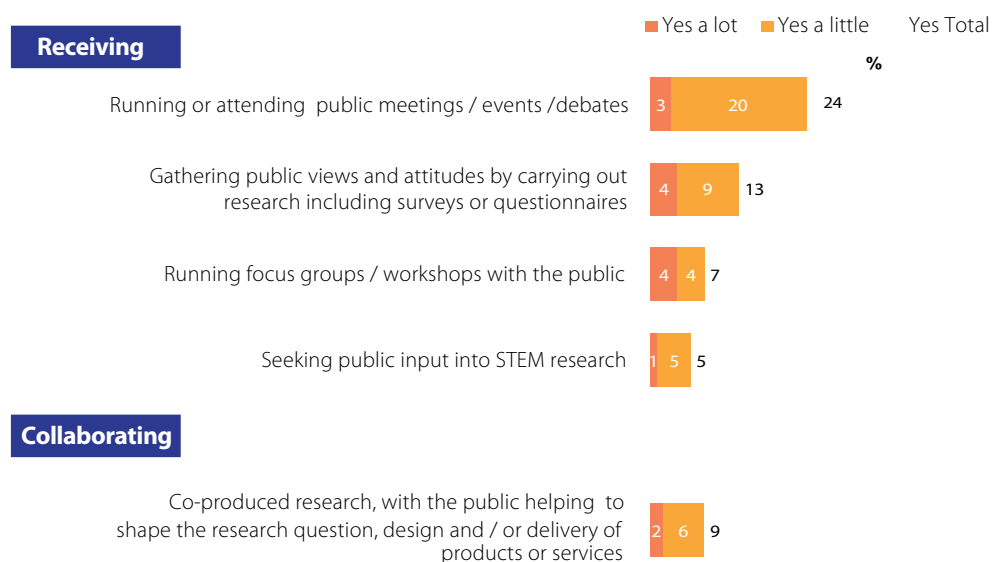 Yes a lot Yes a little Yes Total
Receiving
%
Running or attending public meetings / events /debates 3 20 24
Gathering public views and attitudes by carrying out
research including surveys or questionnaires 4 9 13
Running focus groups / workshops with the public 4 4 7
Seeking public input into STEM research 1 5 5
Collaborating
Co-produced research, with the public helping to
shape the research question, design and / or delivery of 2 6 9
products or services